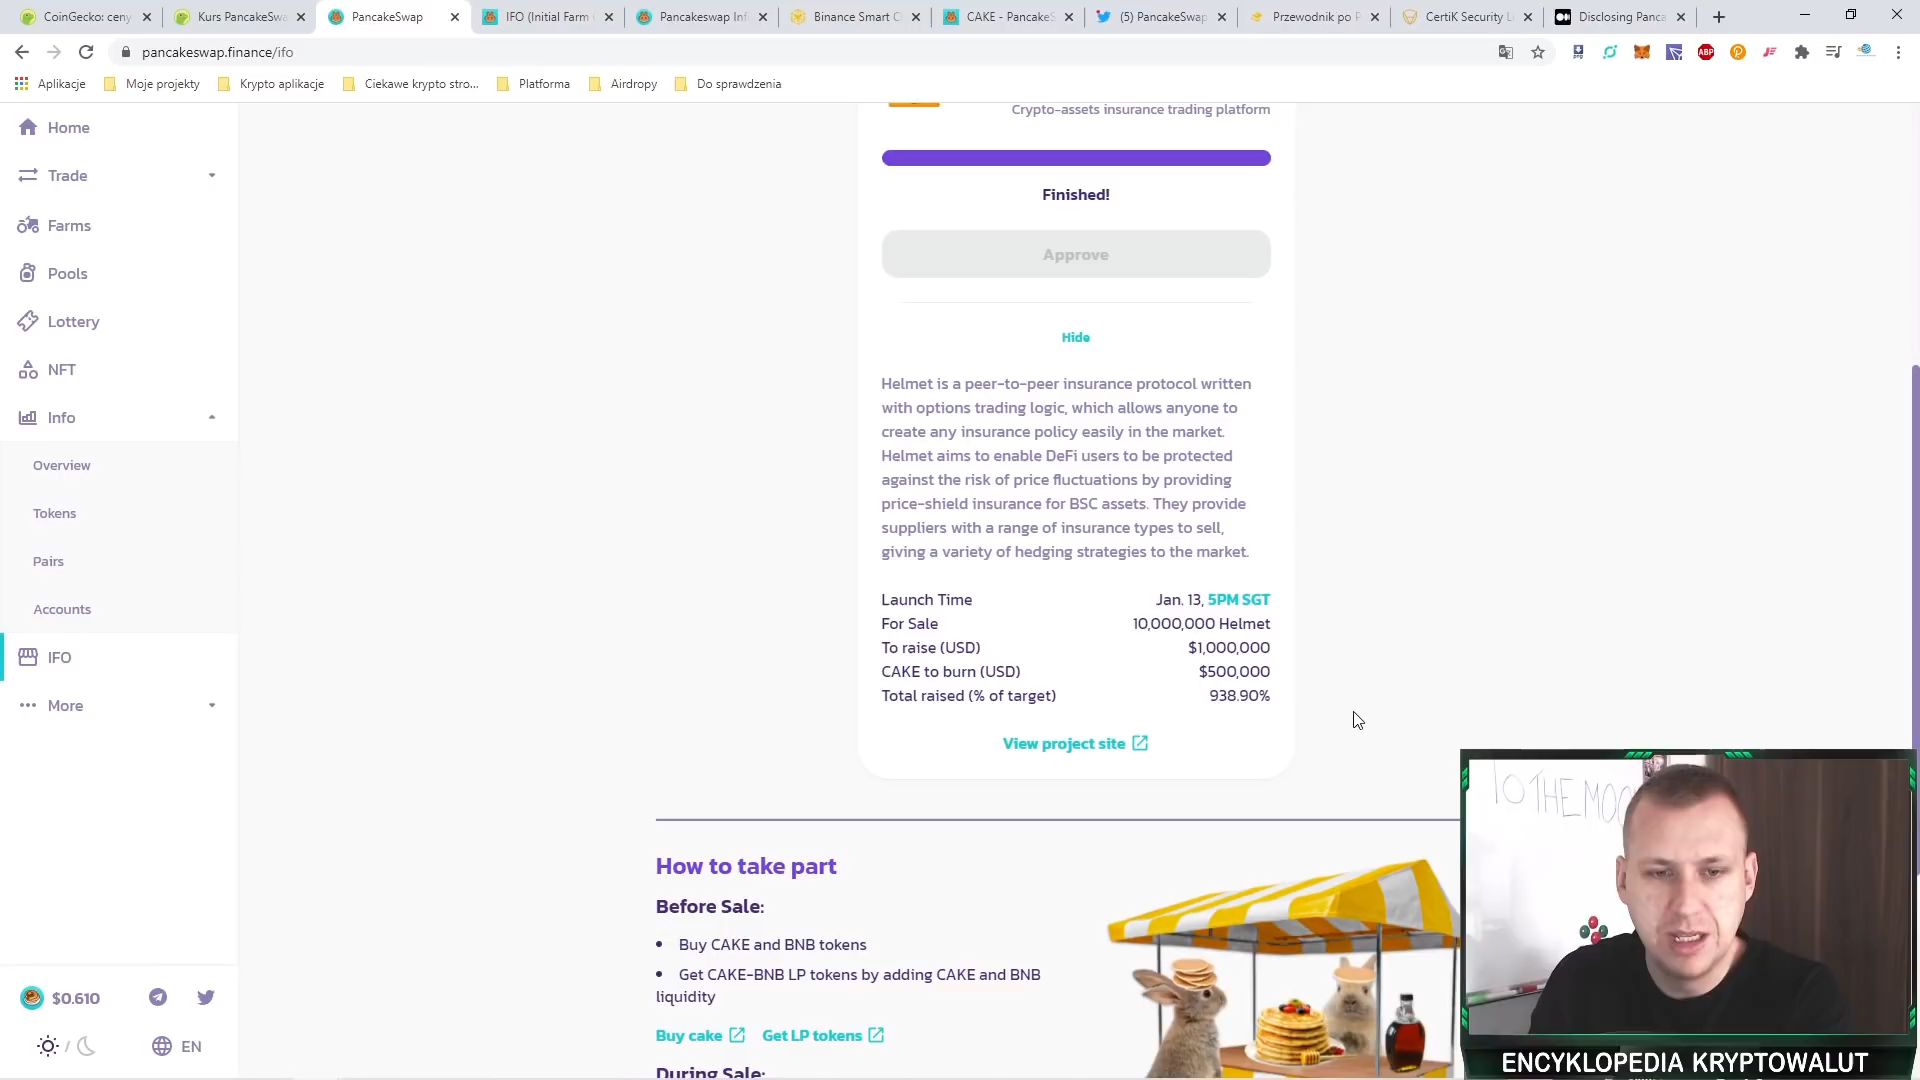 CoinGecko: ceny
Kurs PancakeSwa
PancakeSwap
IFO (Initial Farm
Pancakeswap Inf
Binance Smart C
CAKE - PancakeS
(5) PancakeSwap
Przewodnik po P
CertiK Security L
Disclosing Panca
pancakeswap.finance/ifo
Aplikacje
Moje projekty
Krypto aplikacje
Ciekawe krypto stro...
Platforma
Airdropy
Do sprawdzenia
Home
Trade
Farms
Pools
Lottery
NFT
Info
Overview
Tokens
Pairs
Accounts
IFO
More
$0.610
/
EN
Crypto-assets insurance trading platform
Finished!
Approve
Hide
Helmet is a peer-to-peer insurance protocol written
with options trading logic, which allows anyone to
create any insurance policy easily in the market.
Helmet aims to enable DeFi users to be protected
against the risk of price fluctuations by providing
price-shield insurance for BSC assets. They provide
suppliers with a range of insurance types to sell,
giving a variety of hedging strategies to the market.
Launch Time Jan. 13, 5PM SGT
For Sale 10,000,000 Helmet
To raise (USD) $1,000,000
CAKE to burn (USD) $500,000
Total raised (% of target) 938.90%
View project site
How to take part
Before Sale:
• Buy CAKE and BNB tokens
• Get CAKE-BNB LP tokens by adding CAKE and BNB
liquidity
Buy cake Get LP tokens
During Sale:
TO THE MOO
ENCYKLOPEDIA KRYPTOWALUT
ABP